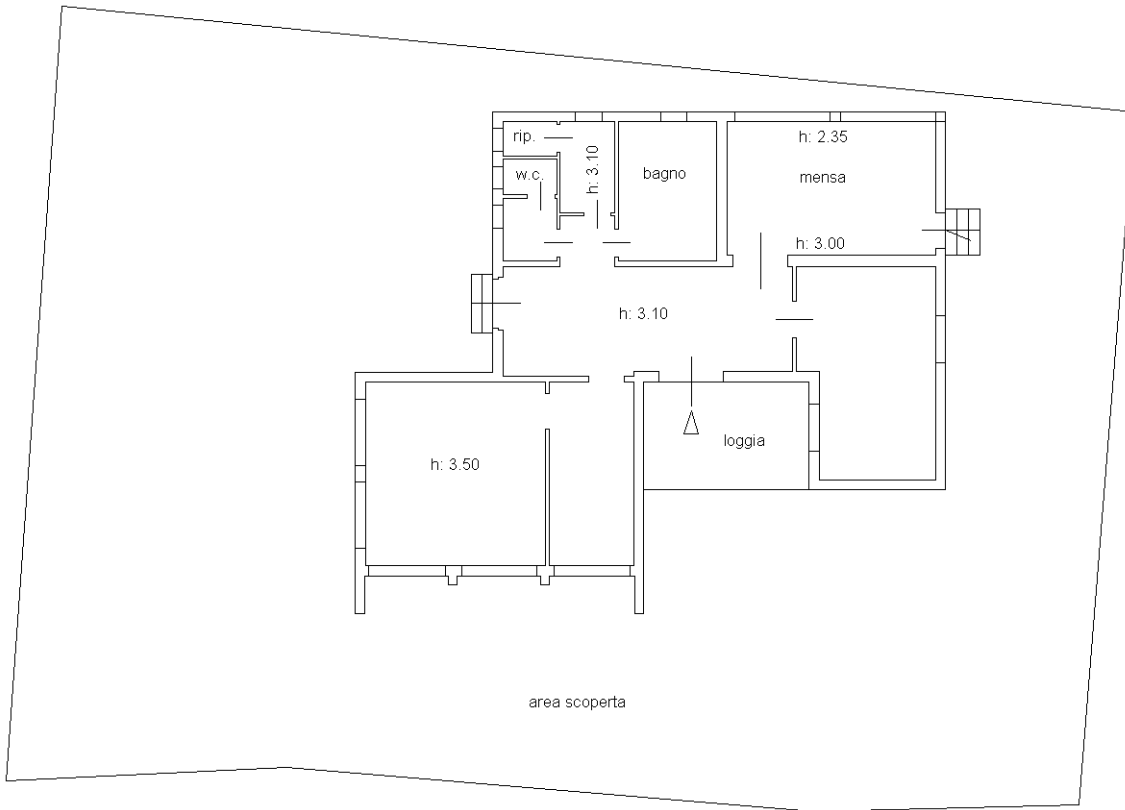 rip.
h: 3.10
h: 2.35
w.c.
bagno
mensa
h: 3.00
h: 3.10
loggia
h: 3.50
area scoperta